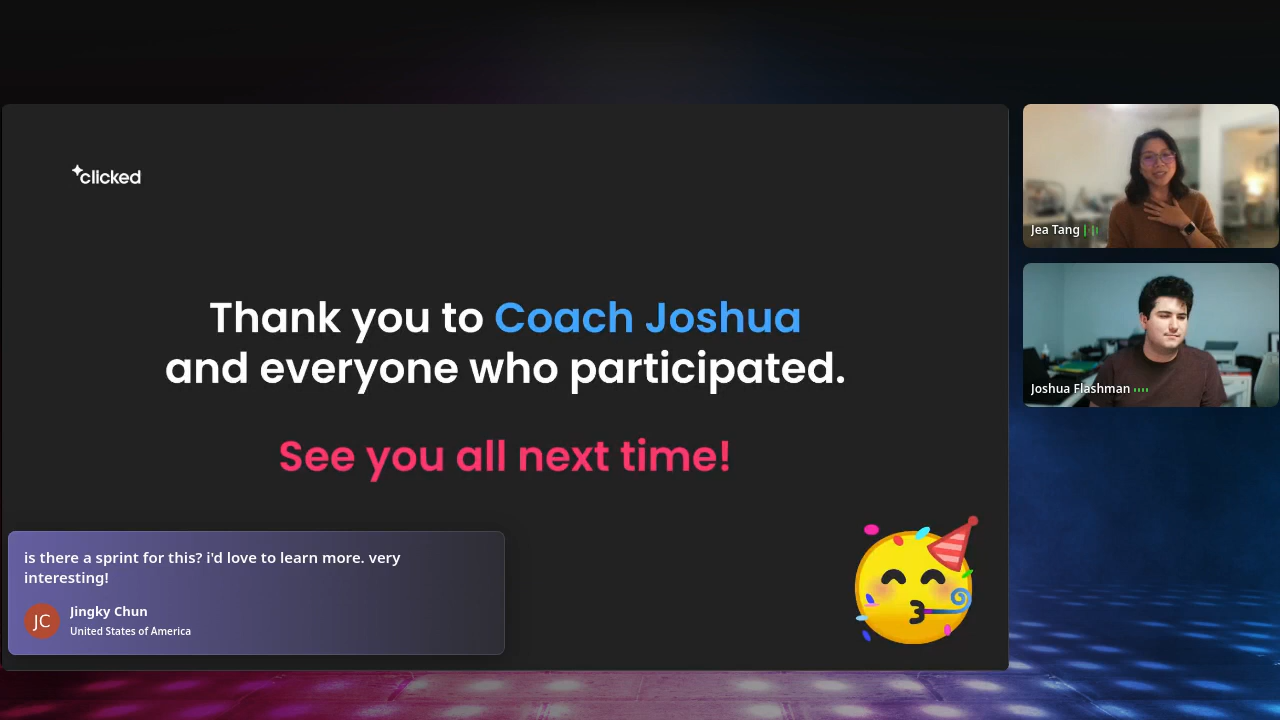 clicked
Thank you to Coach Joshua
and everyone who participated.
See you all next time!
is there a sprint for this? i'd love to learn more. very
interesting!
JC
Jingky Chun
United States of America
Jea Tang
Joshua Flashman